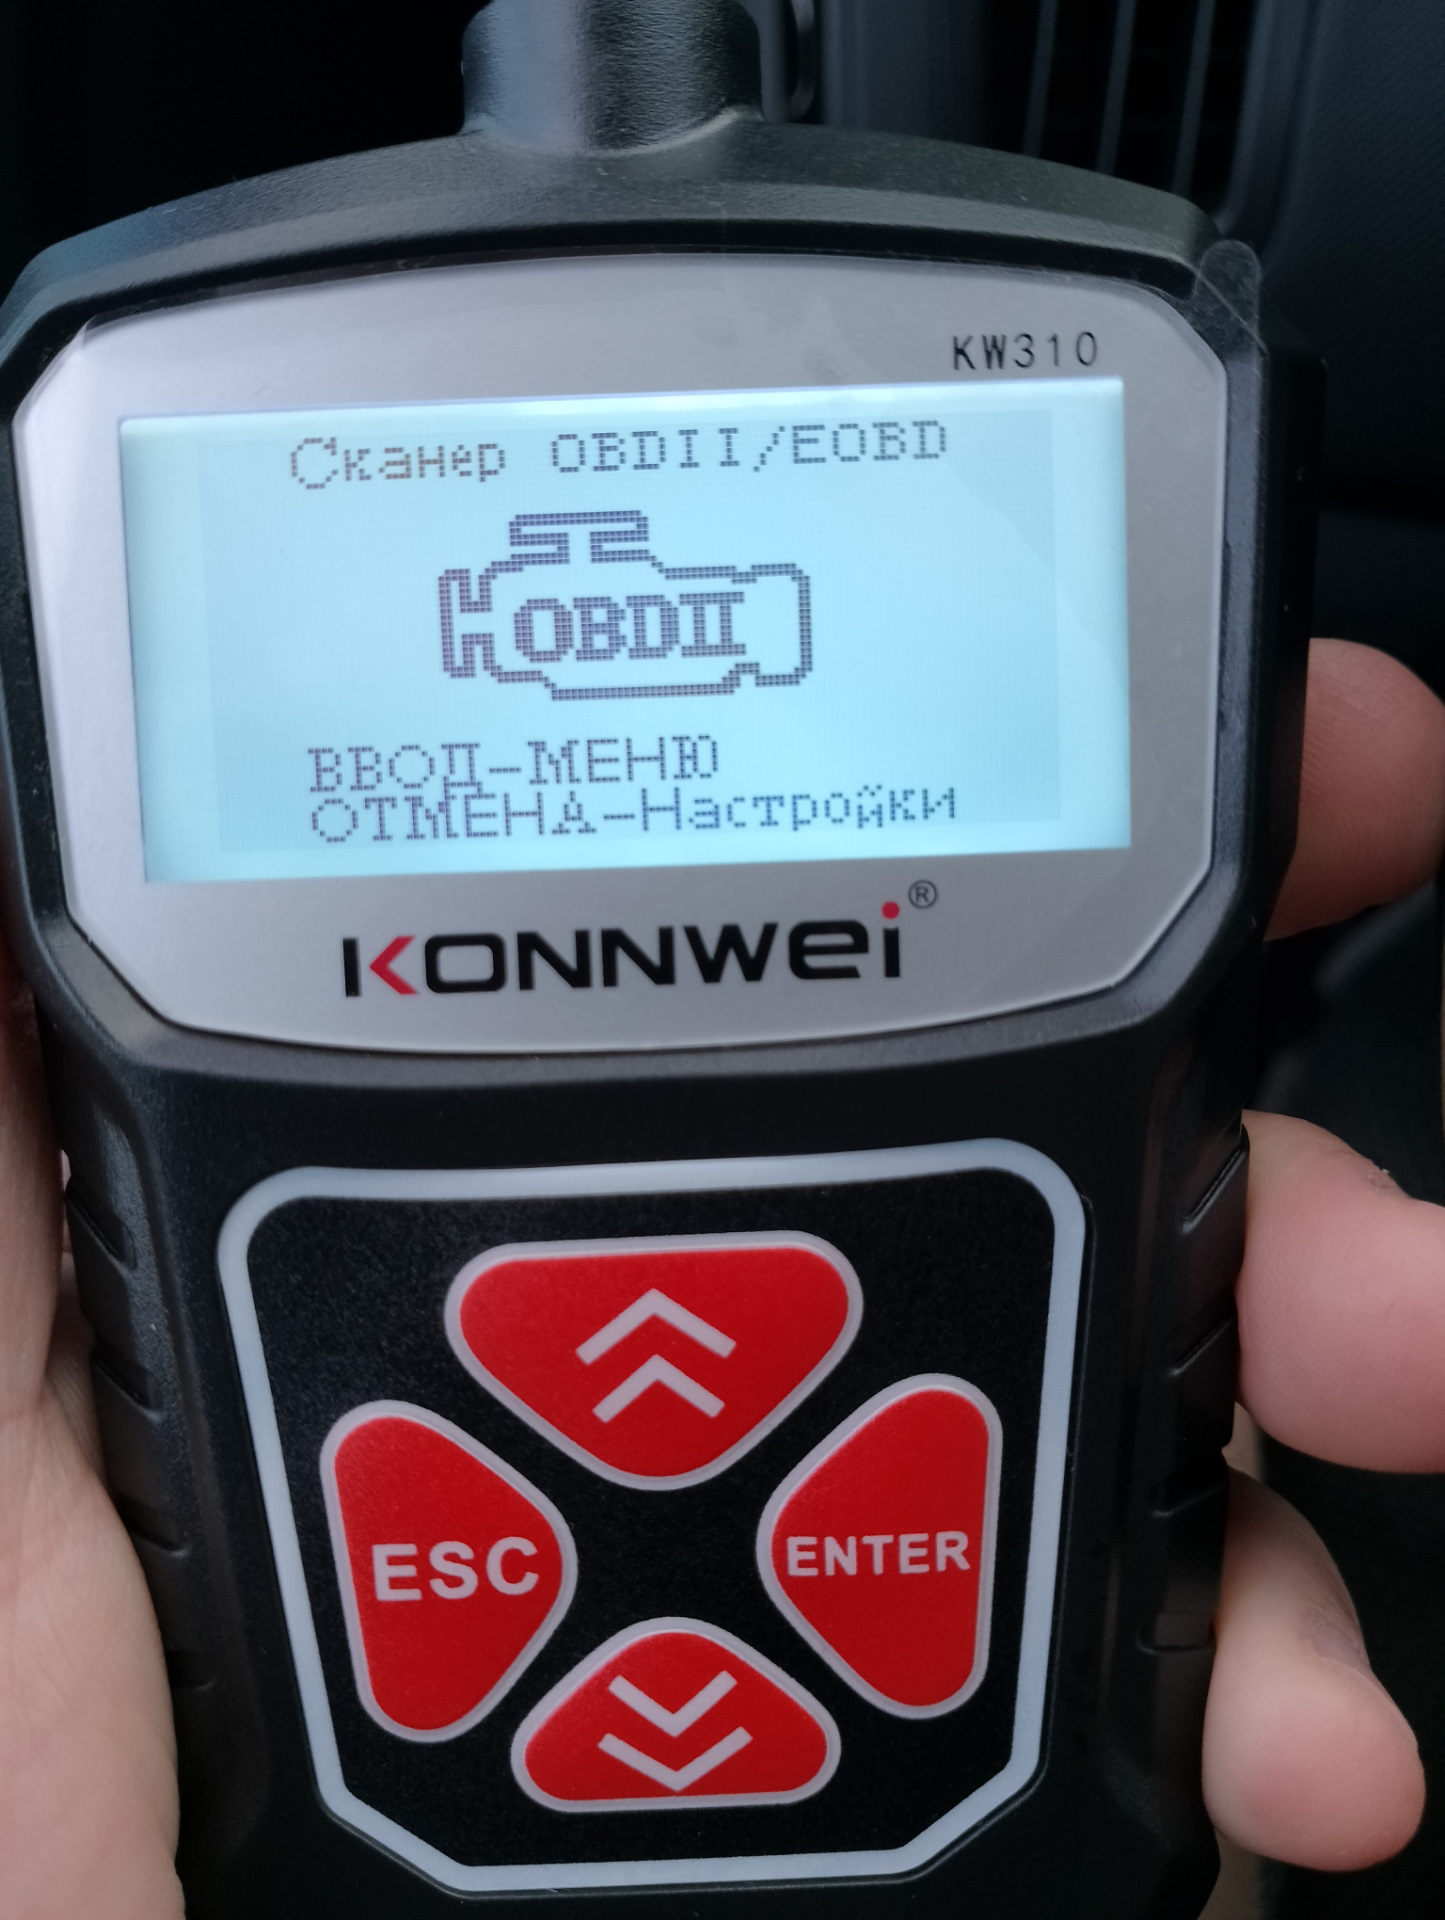 KW310
Сканер OBDII/EOBD
OBDII
ВВОД-МЕНЮ
ОТМЕНА-Настройки
KONNWei®
ESC
ENTER